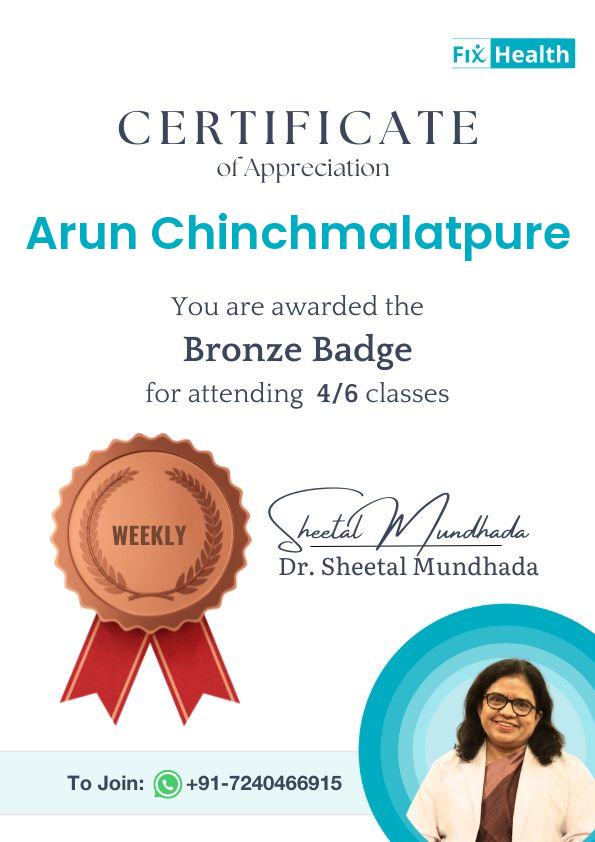 Fix Health
CERTIFICATE
of Appreciation
Arun Chinchmalatpure
You are awarded the
Bronze Badge
for attending 4/6 classes
WEEKLY
Sheetal Mundhada
Dr. Sheetal Mundhada
To Join: +91-7240466915